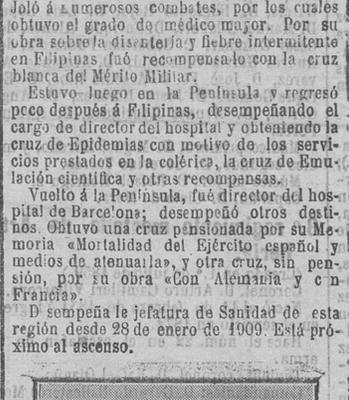 Joló á numerosos combates, por los cuales
obtuvo el grado de médico mayor. Por su
obra sobre la disentería y fiebre intermitente
en Filipinas fué recompensado con la cruz
blanca del Mérito Militar.
Estuvo luego en la Península y regresó
poco después á Filipinas, desempeñando el
cargo de director del hospital y obteniendo la
cruz de Epidemias con motivo de los servi-
cios prestados en la colérica, la cruz de Emu-
lación científica y otras recompensas.
Vuelto á la Península, fué director del hos-
pital de Barcelona; desempeñó otros desti-
nos. Obtuvo una cruz pensionada por su Me-
moria «Mortalidad del Ejército español y
medios de atenuarla», y otra cruz, sin pen-
sión, por su obra «Con Alemania y c n
Francia».
D sempeña le jefatura de Sanidad de esta
región desde 28 de enero de 1909. Está pró-
ximo al ascenso.